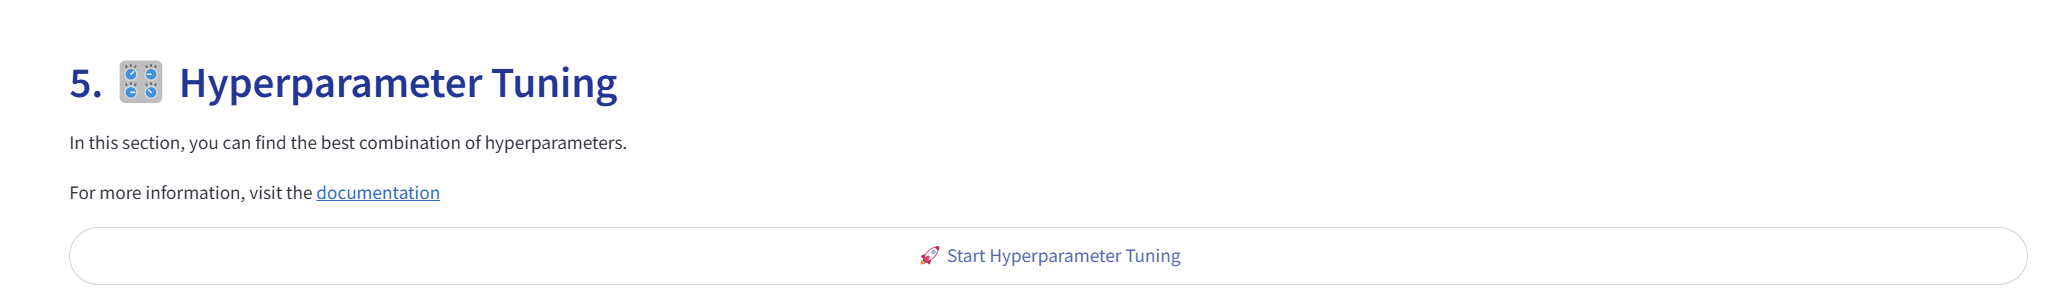 5. 🎛️ Hyperparameter Tuning
In this section, you can find the best combination of hyperparameters.
For more information, visit the documentation
🚀 Start Hyperparameter Tuning